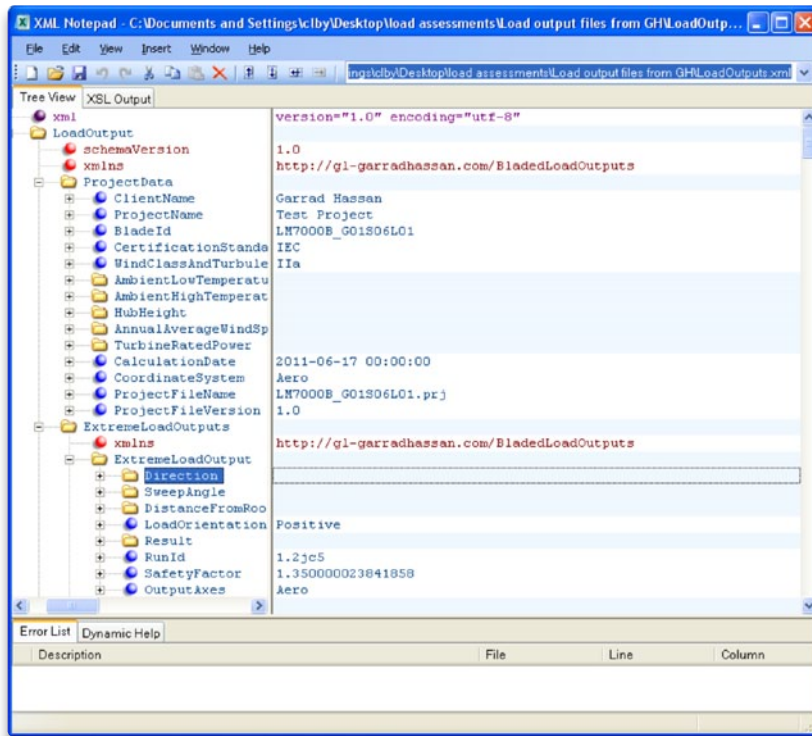 XML Notepad - C:\Documents and Settings\clby\Desktop\load assessments\Load output files from GH\LoadOutp...
File Edit View Insert Window Help
ings\clby\Desktop\load assessments\Load output files from GH\LoadOutputs.xml
Tree View XSL Output
xml version="1.0" encoding="utf-8"
LoadOutput
schemaVersion 1.0
xmlns http://gl-garradhassan.com/BladedLoadOutputs
ProjectData
ClientName Garrad Hassan
ProjectName Test Project
BladeId LM7000B_G01S06L01
CertificationStanda IEC
WindClassAndTurbule IIa
AmbientLowTemperatu
AmbientHighTemperat
HubHeight
AnnualAverageWindSp
TurbineRatedPower
CalculationDate 2011-06-17 00:00:00
CoordinateSystem Aero
ProjectFileName LM7000B_G01S06L01.prj
ProjectFileVersion 1.0
ExtremeLoadOutputs
xmlns http://gl-garradhassan.com/BladedLoadOutputs
ExtremeLoadOutput
Direction
SweepAngle
DistanceFromRoo
LoadOrientation Positive
Result
RunId 1.2jc5
SafetyFactor 1.350000023841858
OutputAxes Aero
Error List Dynamic Help
Description File Line Column